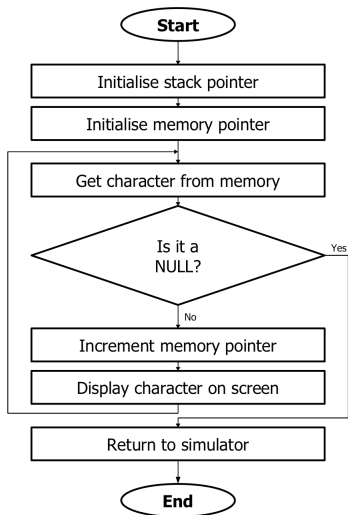 Start
Initialise stack pointer
Initialise memory pointer
Get character from memory
Is it a
NULL?
Yes
No
Increment memory pointer
Display character on screen
Return to simulator
End